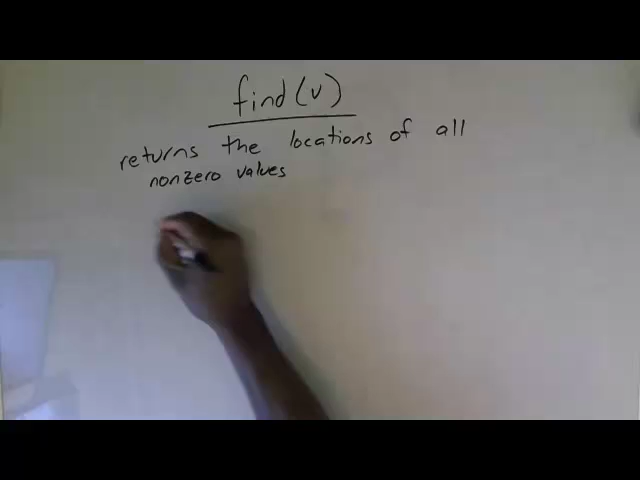 find(v)
returns the locations of all
nonzero values